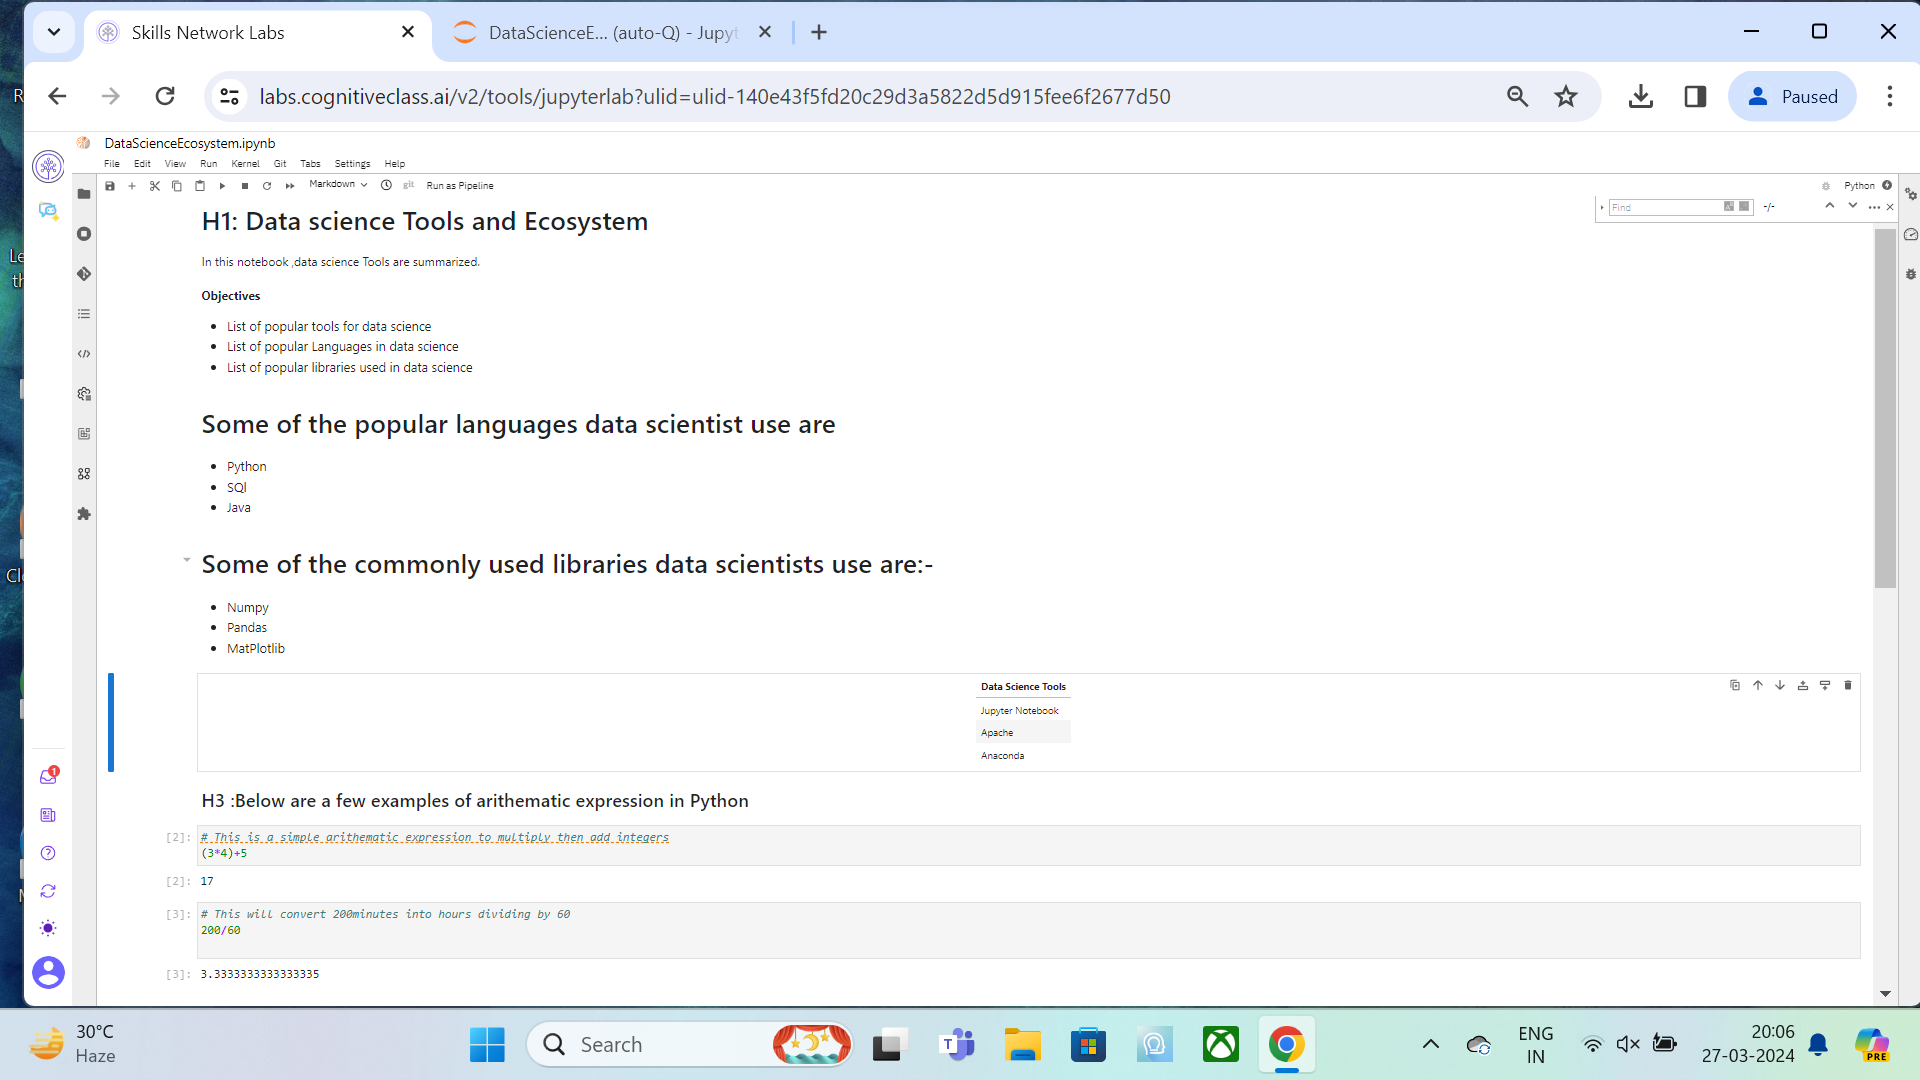 Skills Network Labs
DataScienceE... (auto-Q) - Jupyt
labs.cognitiveclass.ai/v2/tools/jupyterlab?ulid=ulid-140e43f5fd20c29d3a5822d5d915fee6f2677d50
Paused
DataScienceEcosystem.ipynb
File Edit View Run Kernel Git Tabs Settings Help
Markdown git Run as Pipeline
Python
Find
-/-
H1: Data science Tools and Ecosystem
In this notebook ,data science Tools are summarized.
Objectives
• List of popular tools for data science
• List of popular Languages in data science
• List of popular libraries used in data science
Some of the popular languages data scientist use are
• Python
• SQl
• Java
Some of the commonly used libraries data scientists use are:-
• Numpy
• Pandas
• MatPlotlib
Data Science Tools
Jupyter Notebook
Apache
Anaconda
H3 :Below are a few examples of arithematic expression in Python
[2]: # This is a simple arithematic expression to multiply then add integers
(3*4)+5
[2]: 17
[3]: # This will convert 200minutes into hours dividing by 60
200/60
[3]: 3.3333333333333335
1
30°C
Haze
Search
ENG
IN
20:06
27-03-2024
PRE